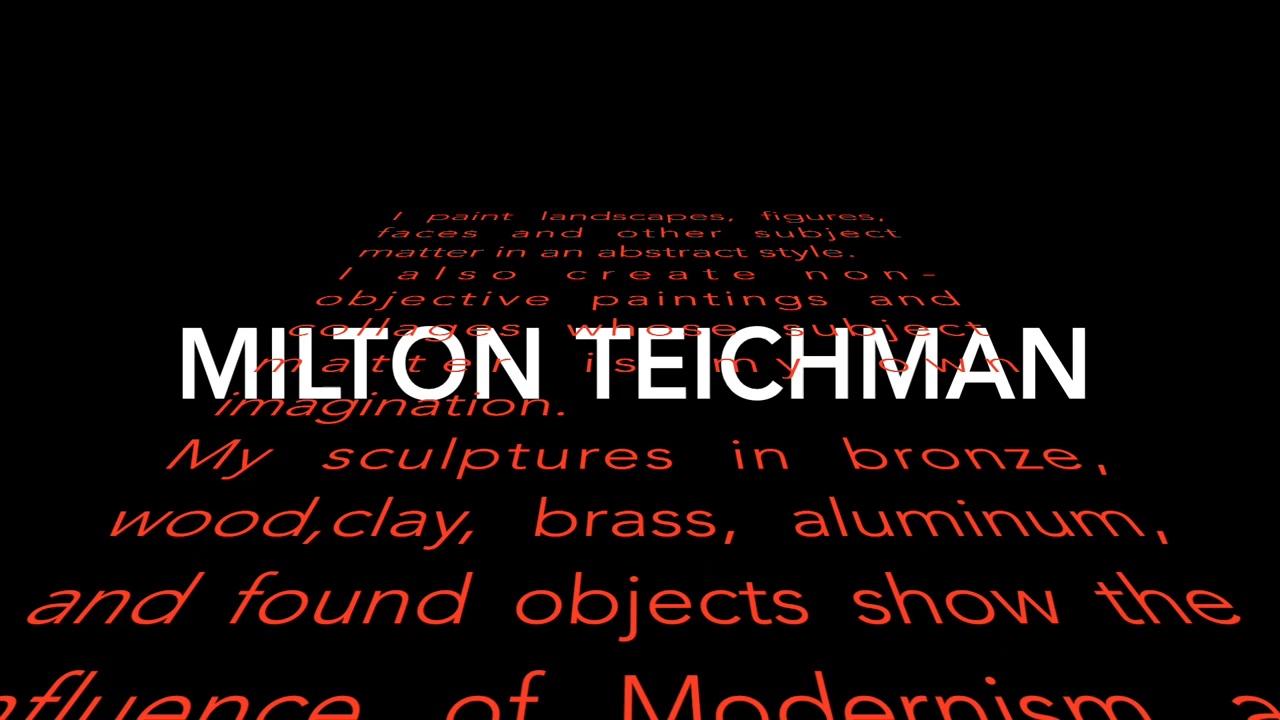 I paint landscapes, figures,
faces and other subject
matter in an abstract style.
I also create non-
objective paintings and
collages whose subject
MILTON TEICHMAN
matter is my own
imagination.
My sculptures in bronze,
wood,clay, brass, aluminum,
and found objects show the
of Modernism